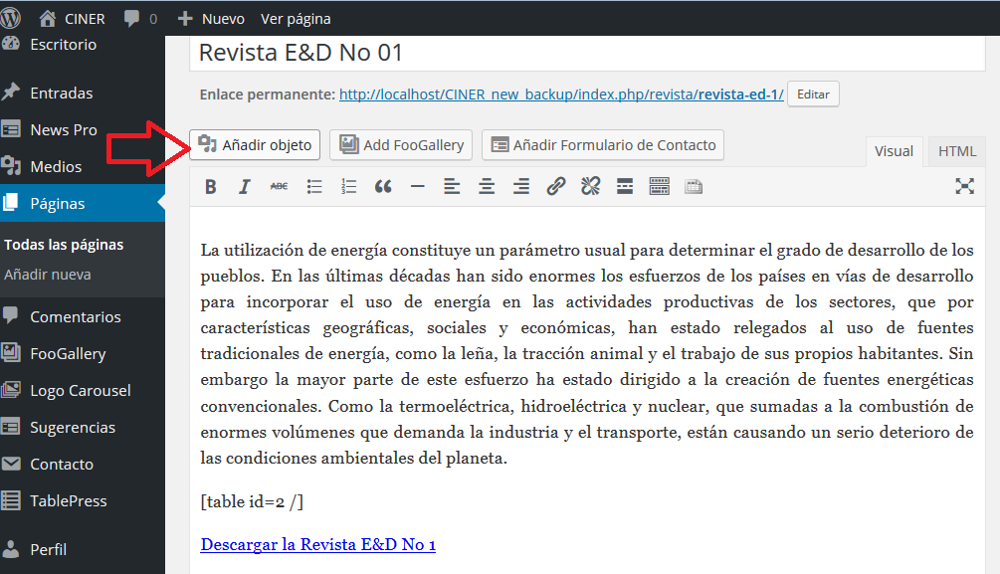 CINER 0 Nuevo Ver página
Escritorio
Entradas
News Pro
Medios
Páginas
Todas las páginas
Añadir nueva
Comentarios
FooGallery
Logo Carousel
Sugerencias
Contacto
TablePress
Perfil
Revista E&D No 01
Enlace permanente: http://localhost/CINER_new_backup/index.php/revista/revista-ed-1/ Editar
Añadir objeto Add FooGallery Añadir Formulario de Contacto
Visual HTML
B I ABC
La utilización de energía constituye un parámetro usual para determinar el grado de desarrollo de los
pueblos. En las últimas décadas han sido enormes los esfuerzos de los países en vías de desarrollo
para incorporar el uso de energía en las actividades productivas de los sectores, que por
características geográficas, sociales y económicas, han estado relegados al uso de fuentes
tradicionales de energía, como la leña, la tracción animal y el trabajo de sus propios habitantes. Sin
embargo la mayor parte de este esfuerzo ha estado dirigido a la creación de fuentes energéticas
convencionales. Como la termoeléctrica, hidroeléctrica y nuclear, que sumadas a la combustión de
enormes volúmenes que demanda la industria y el transporte, están causando un serio deterioro de
las condiciones ambientales del planeta.
[table id=2 /]
Descargar la Revista E&D No 1